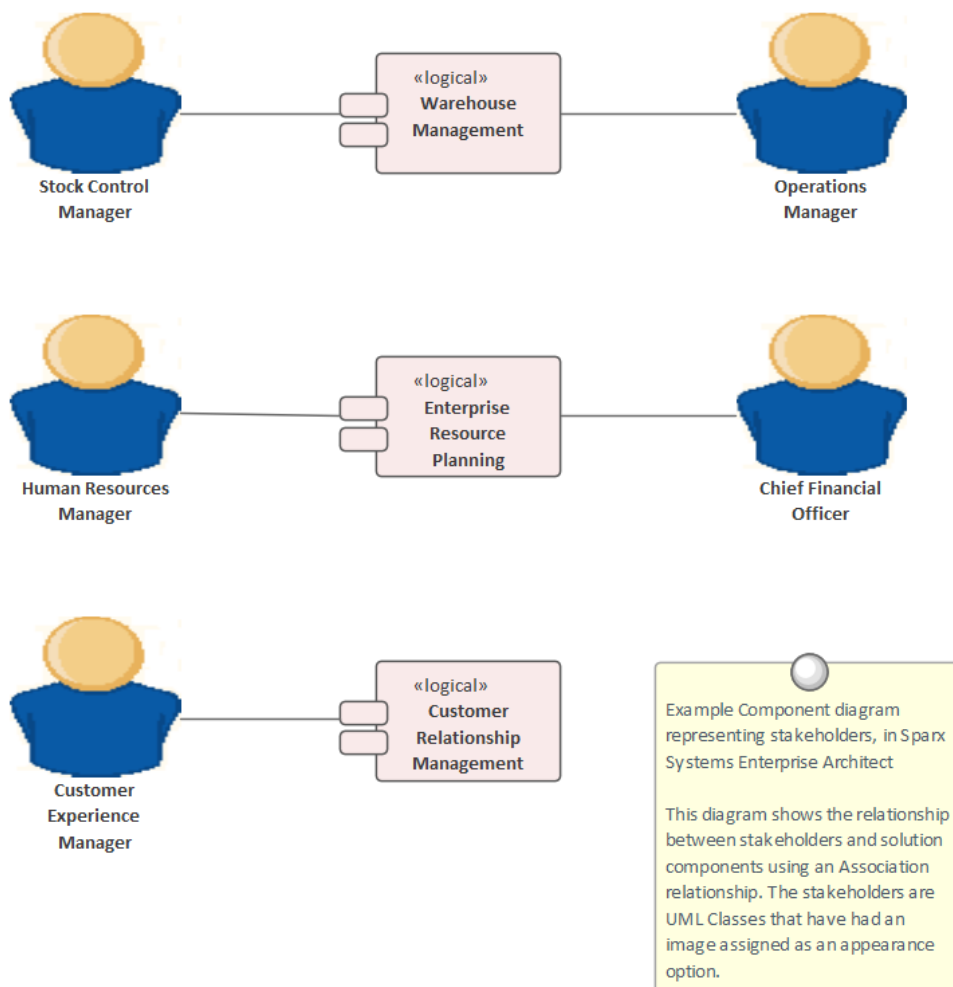 «logical»
Warehouse
Management
Stock Control
Manager
Operations
Manager
«logical»
Enterprise
Resource
Planning
Human Resources
Manager
Chief Financial
Officer
«logical»
Customer
Relationship
Management
Customer
Experience
Manager
Example Component diagram
representing stakeholders, in Sparx
Systems Enterprise Architect
This diagram shows the relationship
between stakeholders and solution
components using an Association
relationship. The stakeholders are
UML Classes that have had an
image assigned as an appearance
option.